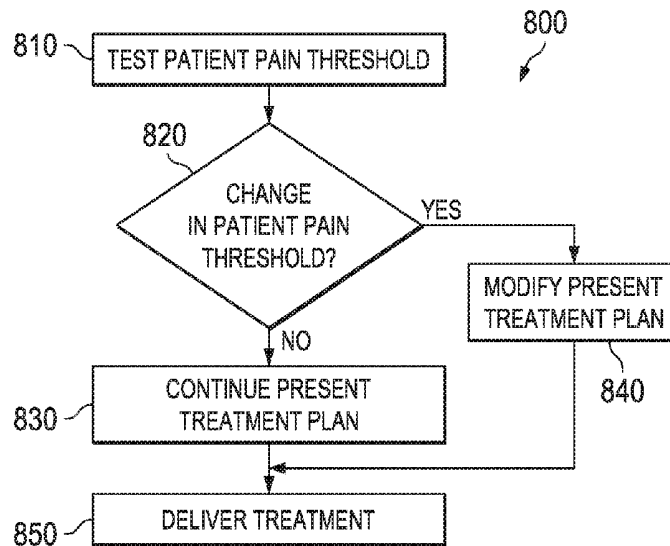 800
810
TEST PATIENT PAIN THRESHOLD
820
CHANGE
IN PATIENT PAIN
THRESHOLD?
YES
MODIFY PRESENT
TREATMENT PLAN
840
NO
830
CONTINUE PRESENT
TREATMENT PLAN
850
DELIVER TREATMENT